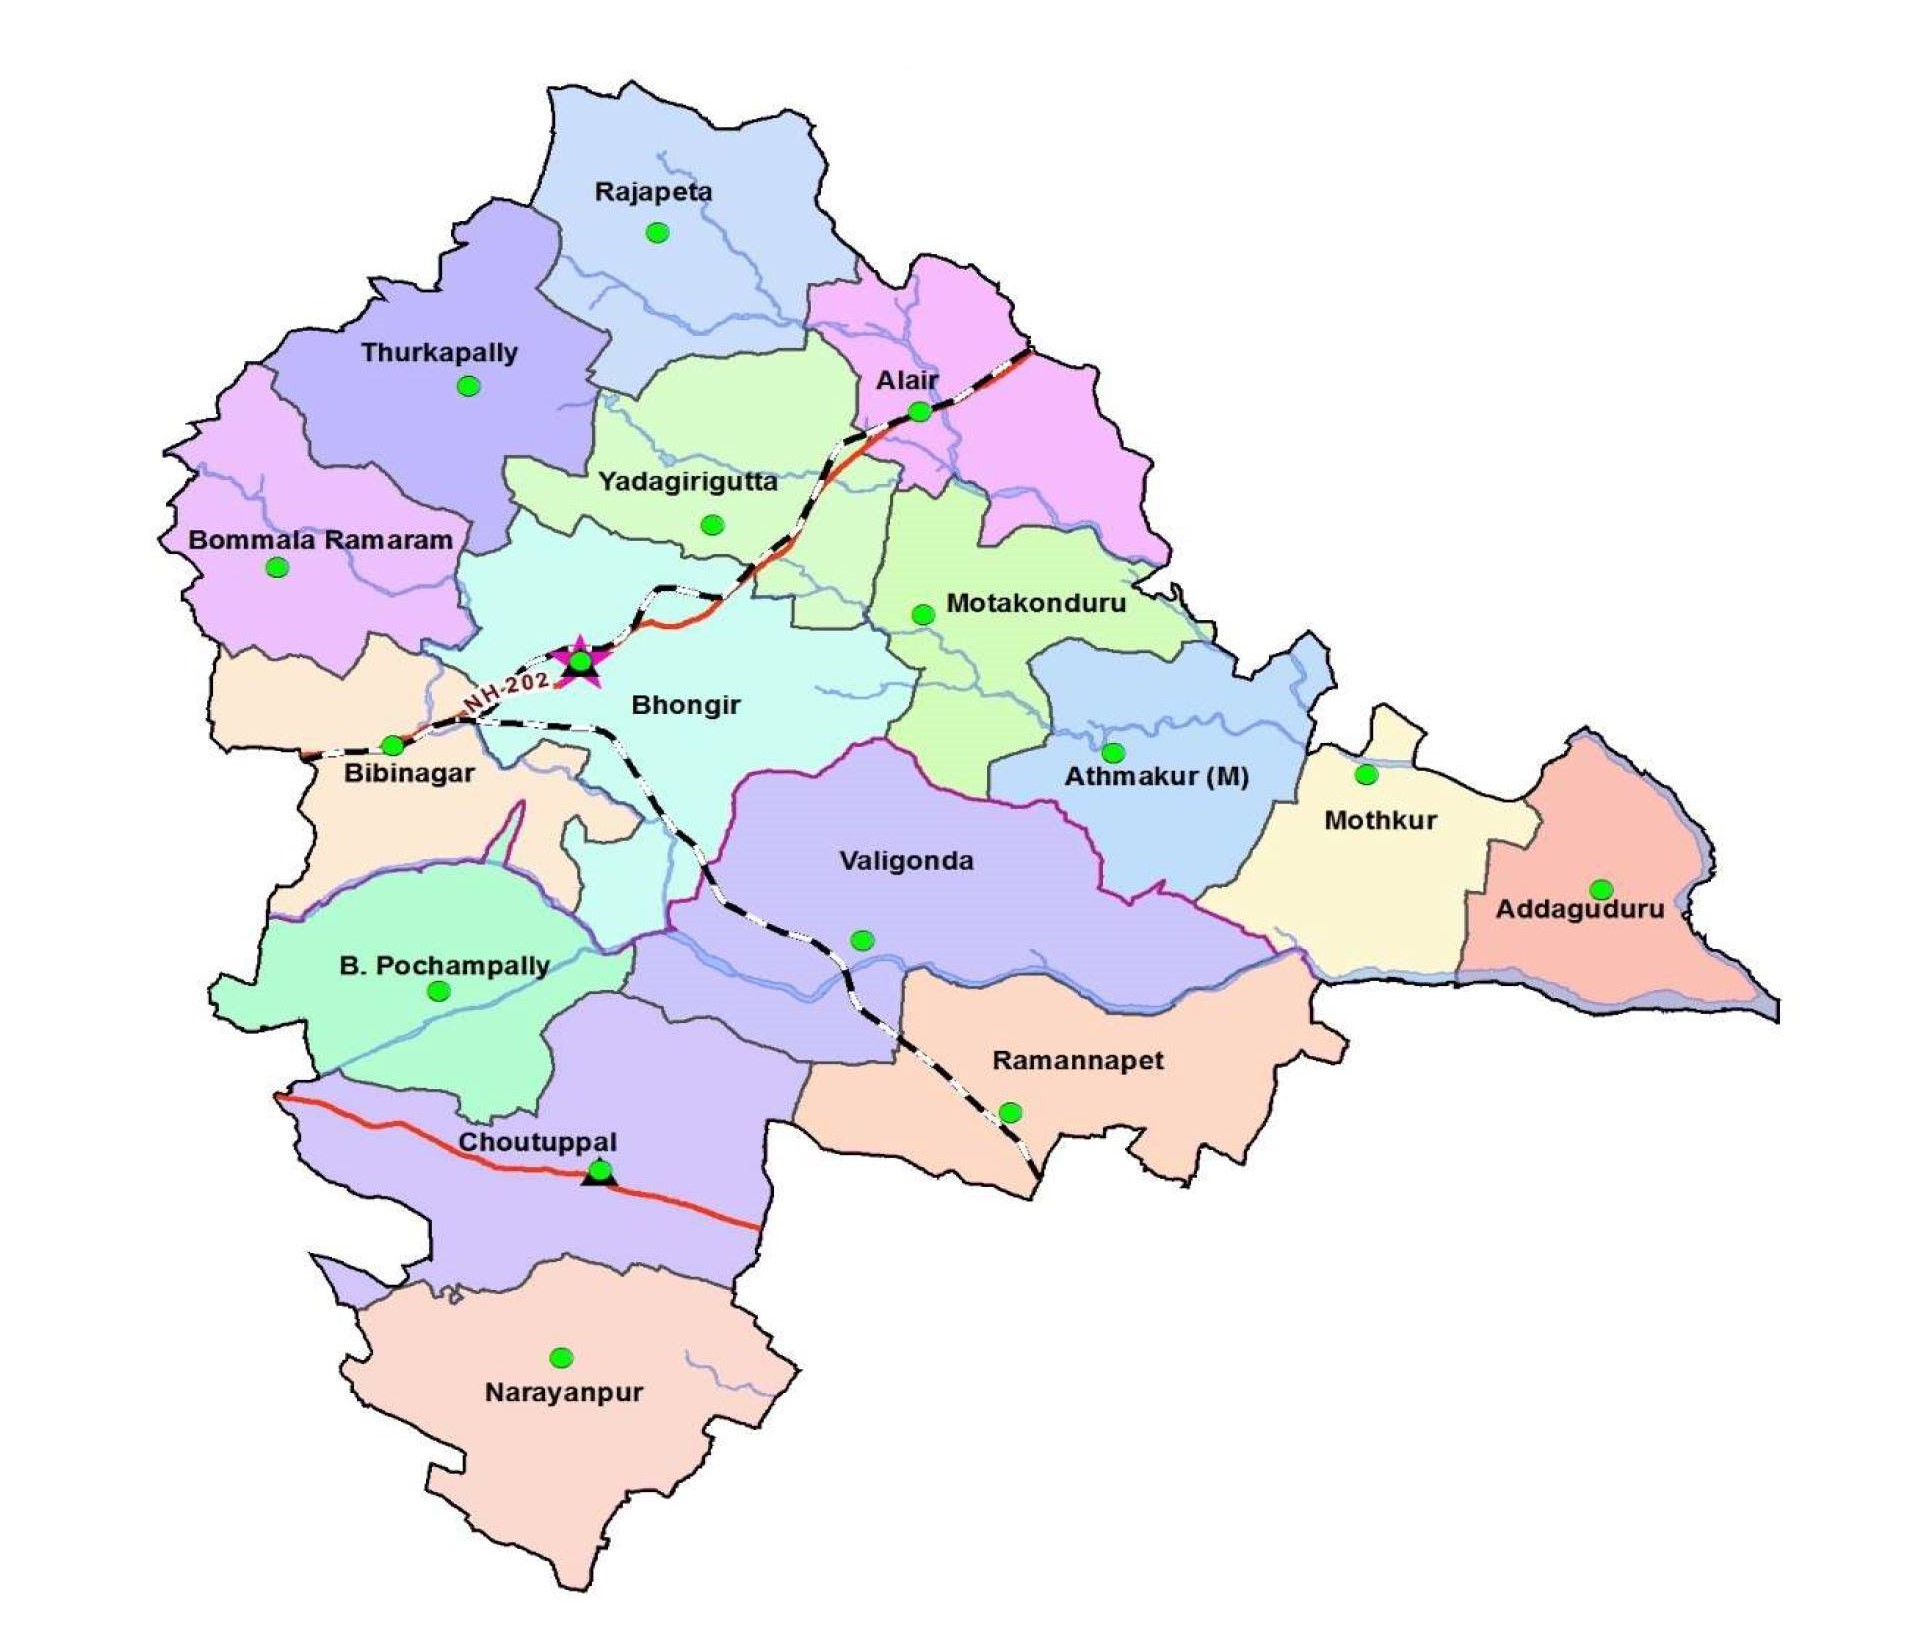 Rajapeta
Thurkapally
Alair
Yadagirigutta
Bommala Ramaram
Motakonduru
NH-202
Bhongir
Bibinagar
Athmakur (M)
Mothkur
Valigonda
Addaguduru
B. Pochampally
Ramannapet
Choutuppal
Narayanpur